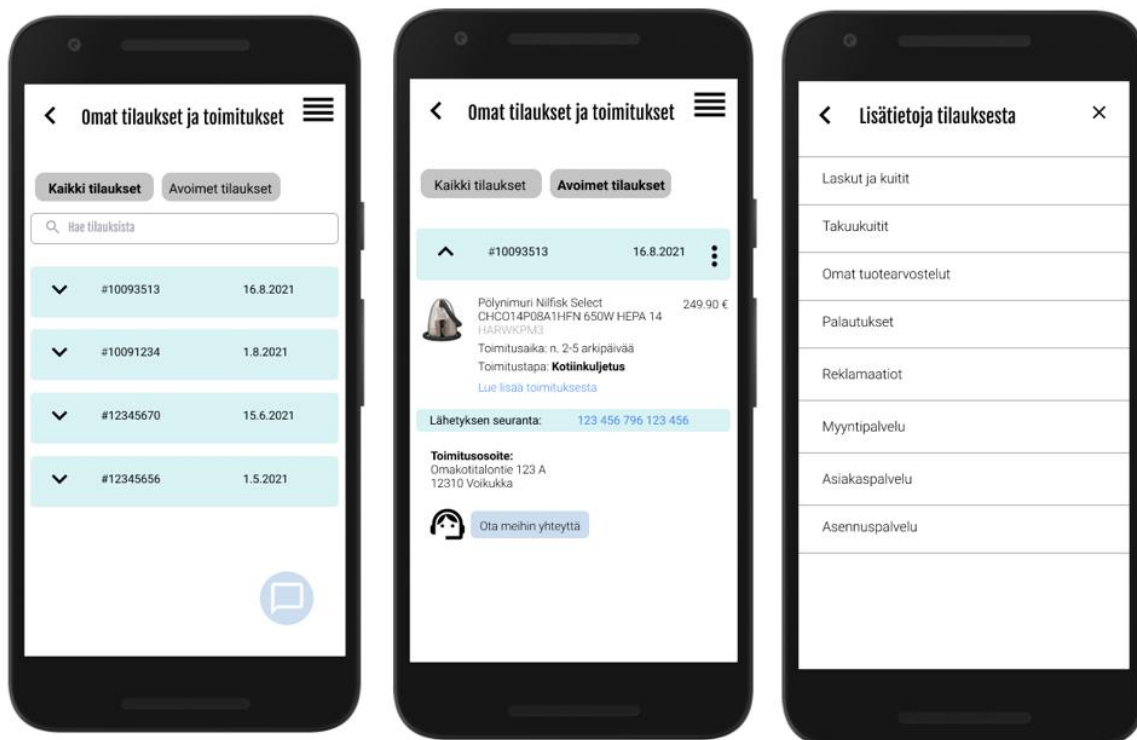 Omat tilaukset ja toimitukset
Kaikki tilaukset Avoimet tilaukset
Hae tilauksista
#10093513 16.8.2021
#10091234 1.8.2021
#12345670 15.6.2021
#12345656 1.5.2021
Omat tilaukset ja toimitukset
Kaikki tilaukset Avoimet tilaukset
#10093513 16.8.2021
Pölynimuri Nilfisk Select 249.90 €
CHCO14P08A1HFN 650W HEPA 14
HARWKPM3
Toimitusaika: n. 2-5 arkipäivää
Toimitustapa: Kotiinkuljetus
Lue lisää toimituksesta
Lähetyksen seuranta: 123 456 796 123 456
Toimitusosoite:
Omakotitalontie 123 A
12310 Voikukka
Ota meihin yhteyttä
Lisätietoja tilauksesta
Laskut ja kuitit
Takuukuitit
Omat tuotearvostelut
Palautukset
Reklamaatiot
Myyntipalvelu
Asiakaspalvelu
Asennuspalvelu